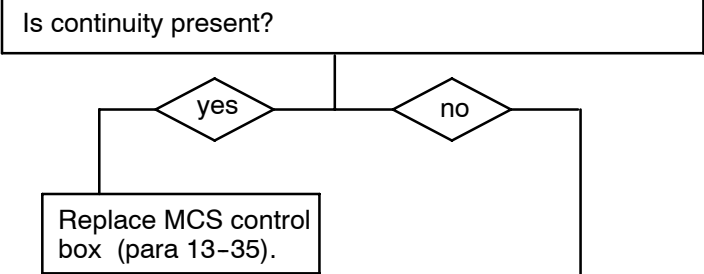 Is continuity present?
yes
no
Replace MCS control
box (para 13-35).